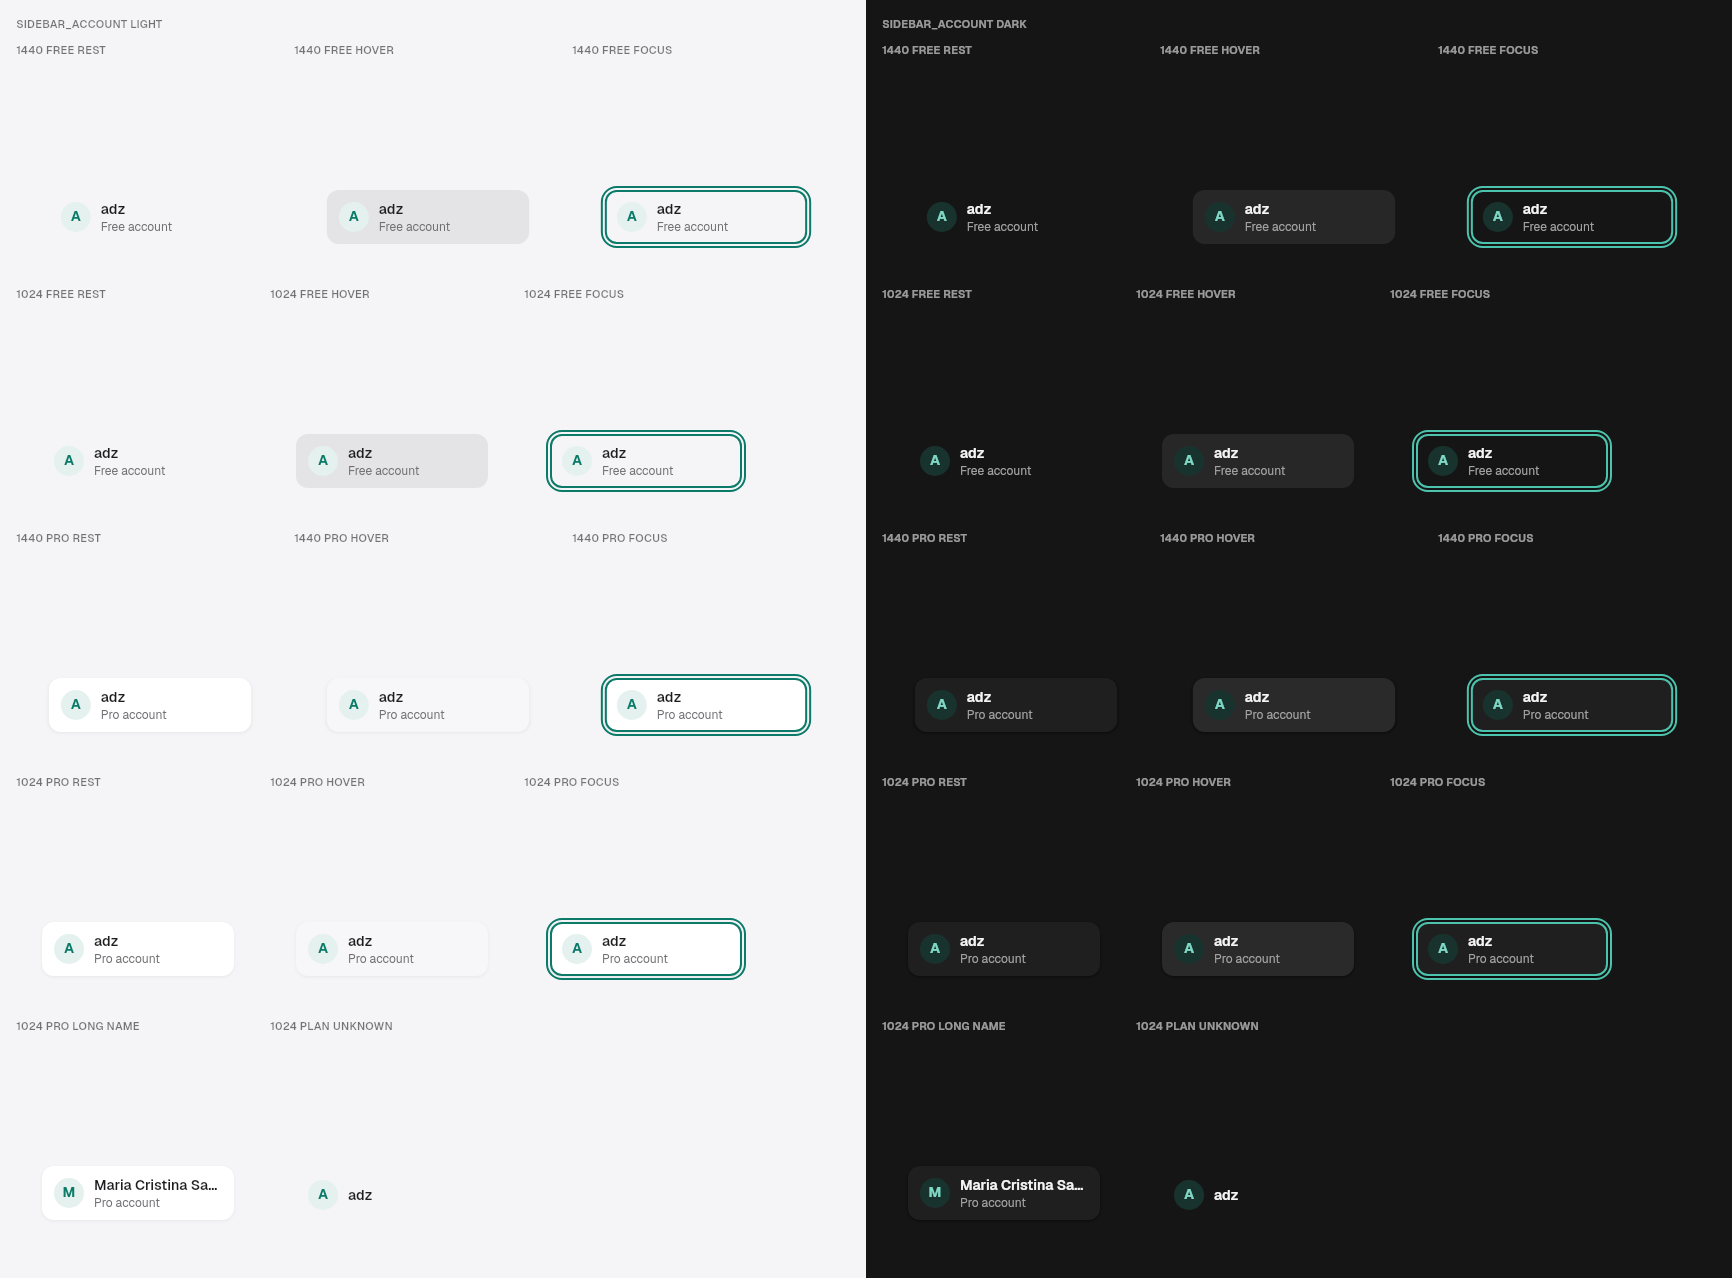 SIDEBAR_ACCOUNT LIGHT
1440 FREE REST
1440 FREE HOVER
1440 FREE FOCUS
A
adz
Free account
A
adz
Free account
A
adz
Free account
1024 FREE REST
1024 FREE HOVER
1024 FREE FOCUS
A
adz
Free account
A
adz
Free account
A
adz
Free account
1440 PRO REST
1440 PRO HOVER
1440 PRO FOCUS
A
adz
Pro account
A
adz
Pro account
A
adz
Pro account
1024 PRO REST
1024 PRO HOVER
1024 PRO FOCUS
A
adz
Pro account
A
adz
Pro account
A
adz
Pro account
1024 PRO LONG NAME
1024 PLAN UNKNOWN
M
Maria Cristina Sa...
Pro account
A
adz
SIDEBAR_ACCOUNT DARK
1440 FREE REST
1440 FREE HOVER
1440 FREE FOCUS
A
adz
Free account
A
adz
Free account
A
adz
Free account
1024 FREE REST
1024 FREE HOVER
1024 FREE FOCUS
A
adz
Free account
A
adz
Free account
A
adz
Free account
1440 PRO REST
1440 PRO HOVER
1440 PRO FOCUS
A
adz
Pro account
A
adz
Pro account
A
adz
Pro account
1024 PRO REST
1024 PRO HOVER
1024 PRO FOCUS
A
adz
Pro account
A
adz
Pro account
A
adz
Pro account
1024 PRO LONG NAME
1024 PLAN UNKNOWN
M
Maria Cristina Sa...
Pro account
A
adz